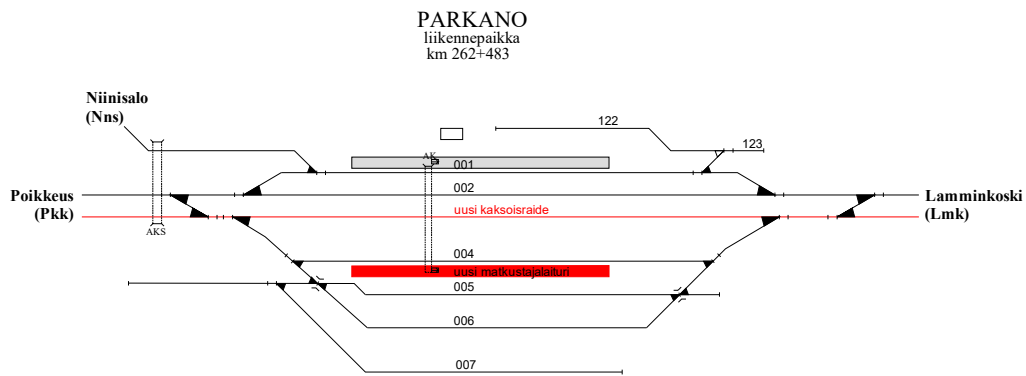 PARKANO
liikennepaikka
km 262+483
Niinisalo
(Nns)
122
123
AK
001
Poikkeus
(Pkk)
002
Lamminkoski
(Lmk)
uusi kaksoisraide
AKS
004
uusi matkustajalaituri
005
006
007